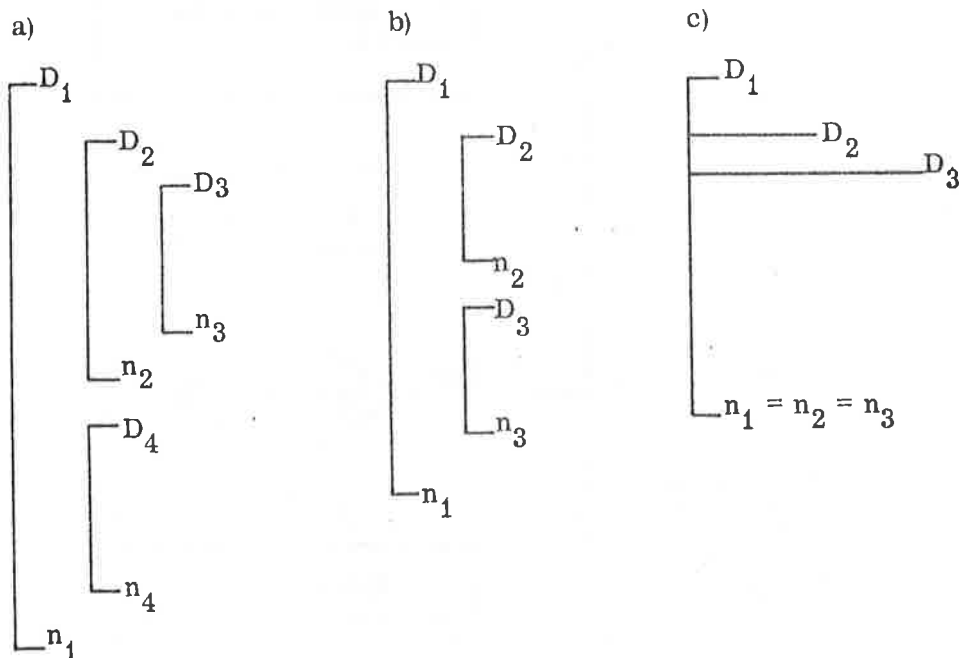 a)
D1
D2
D3
n3
n2
D4
n4
n1
b)
D1
D2
n2
D3
n3
n1
c)
D1
D2
D3
n1 = n2 = n3